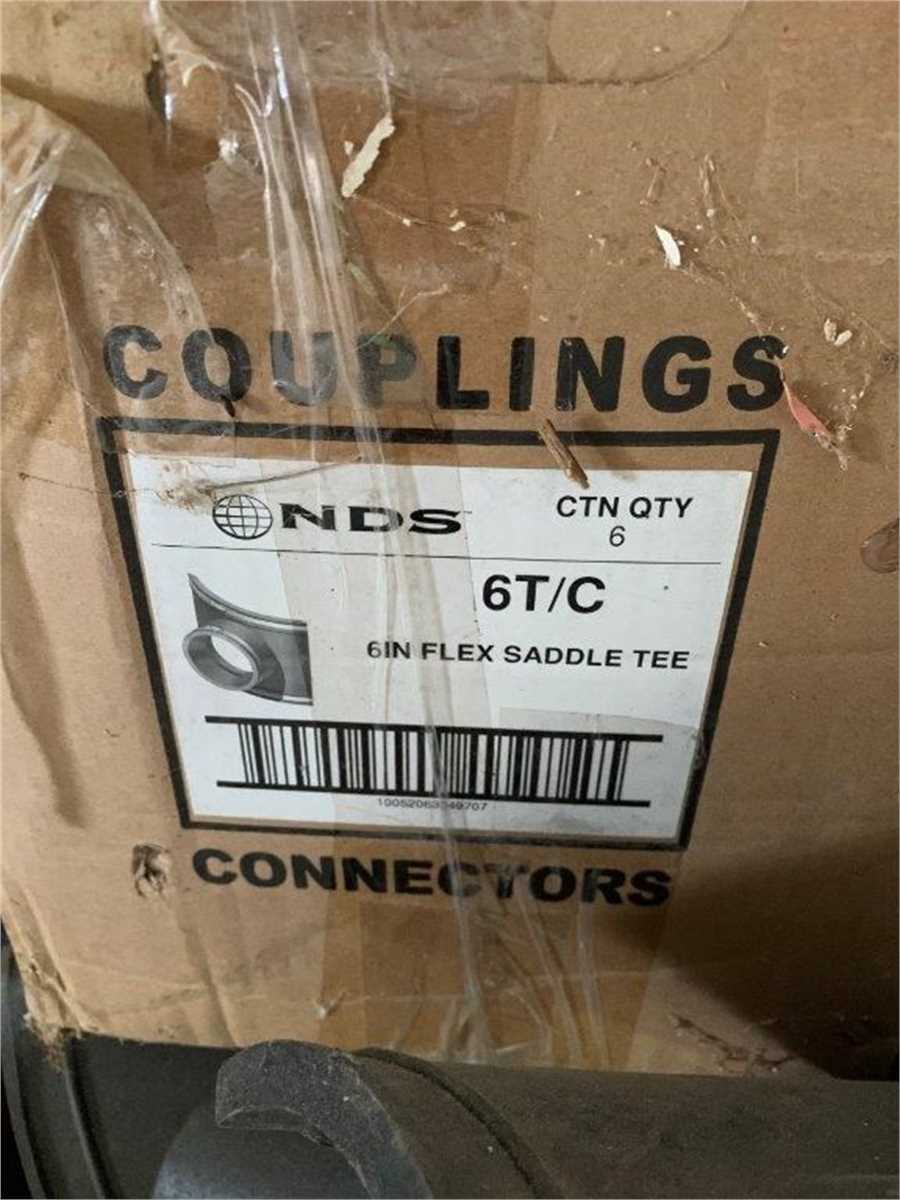 COUPLINGS
NDS
CTN QTY
6
6T/C
6IN FLEX SADDLE TEE
CONNECTORS